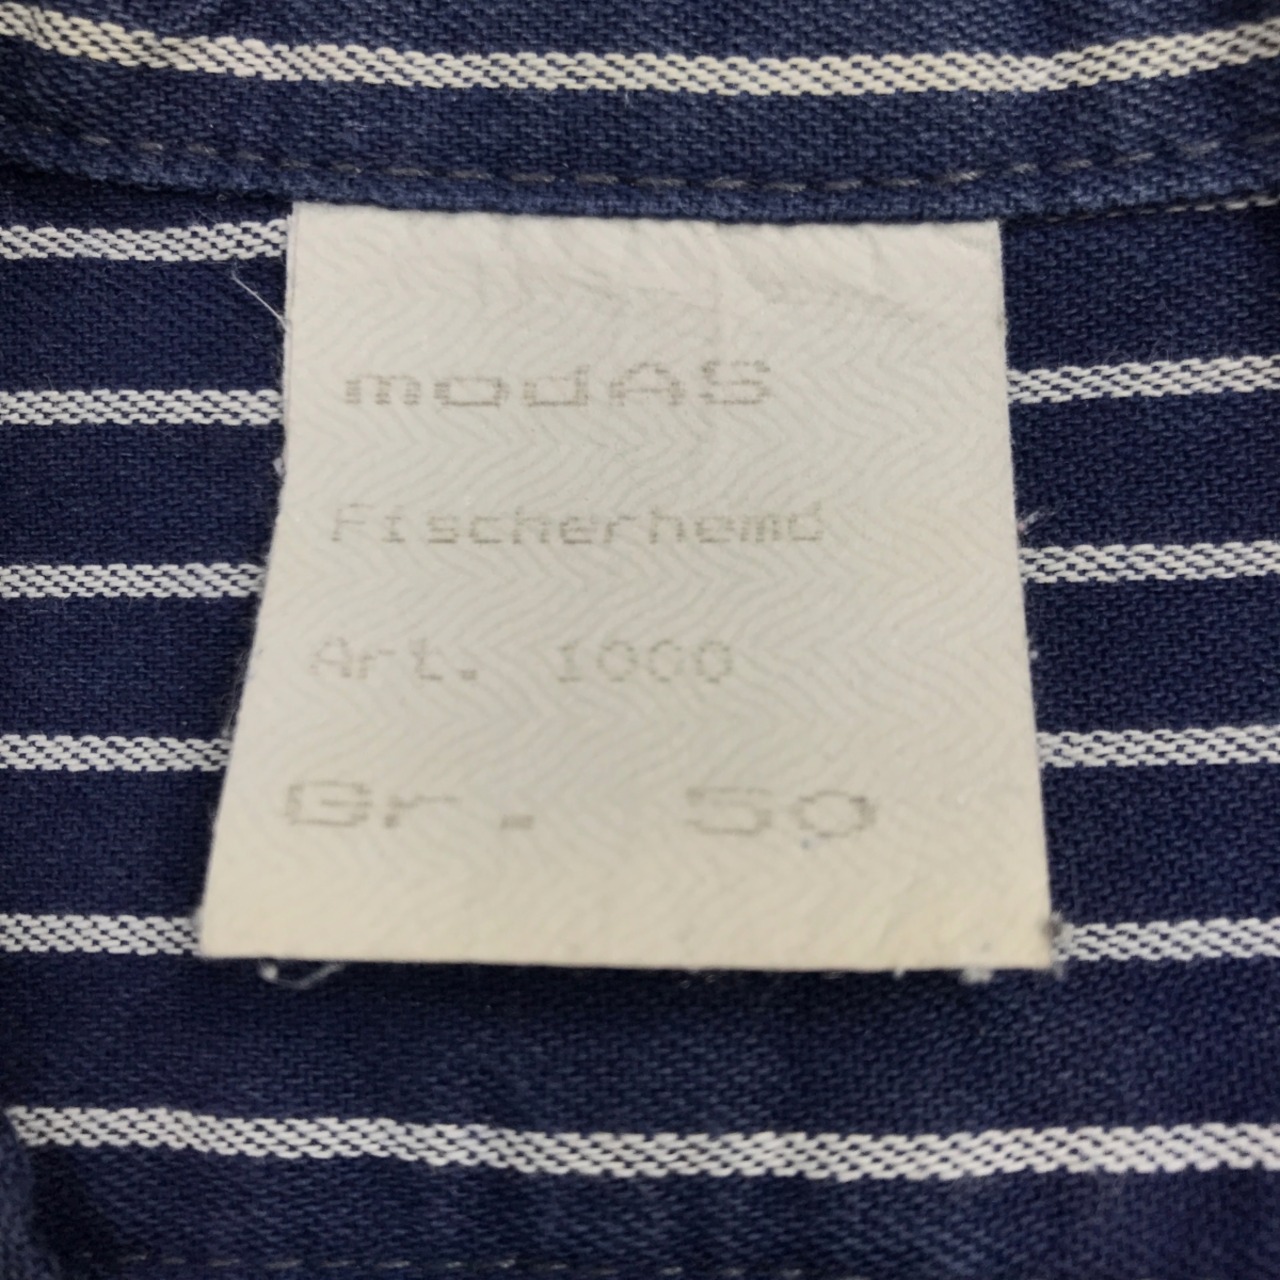 modAS
Fischerhemd
Art. 1000
Gr. 50